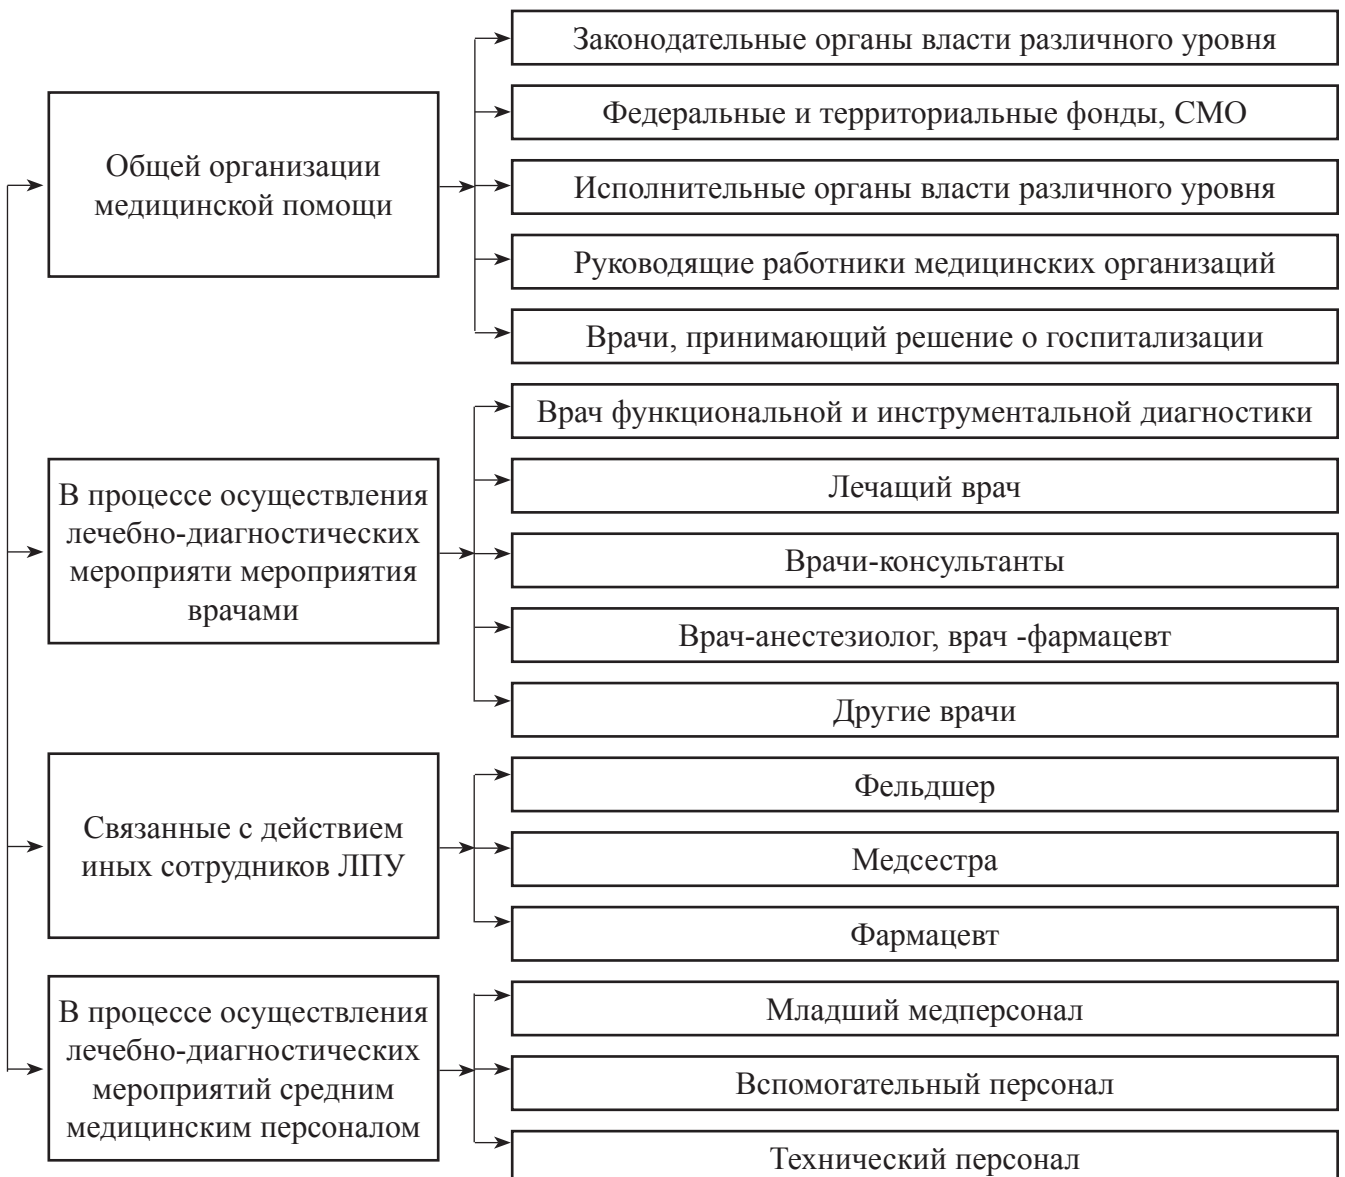 Законодательные органы власти различного уровня
Федеральные и территориальные фонды, СМО
Общей организации
медицинской помощи
Исполнительные органы власти различного уровня
Руководящие работники медицинских организаций
Врачи, принимающий решение о госпитализации
Врач функциональной и инструментальной диагностики
В процессе осуществления
лечебно-диагностических
мероприяти мероприятия
врачами
Лечащий врач
Врачи-консультанты
Врач-анестезиолог, врач -фармацевт
Другие врачи
Связанные с действием
иных сотрудников ЛПУ
Фельдшер
Медсестра
Фармацевт
В процессе осуществления
лечебно-диагностических
мероприятий средним
медицинским персоналом
Младший медперсонал
Вспомогательный персонал
Технический персонал